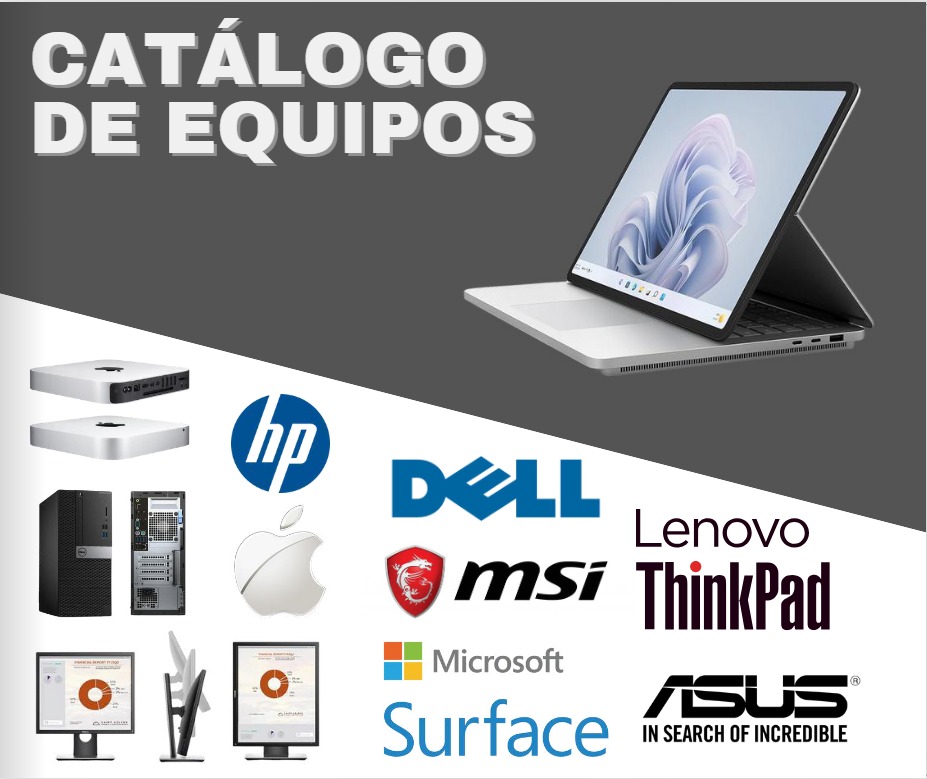 CATÁLOGO
DE EQUIPOS
hp
DELL
Lenovo
msi
ThinkPad
Microsoft
Surface
ASUS®
IN SEARCH OF INCREDIBLE